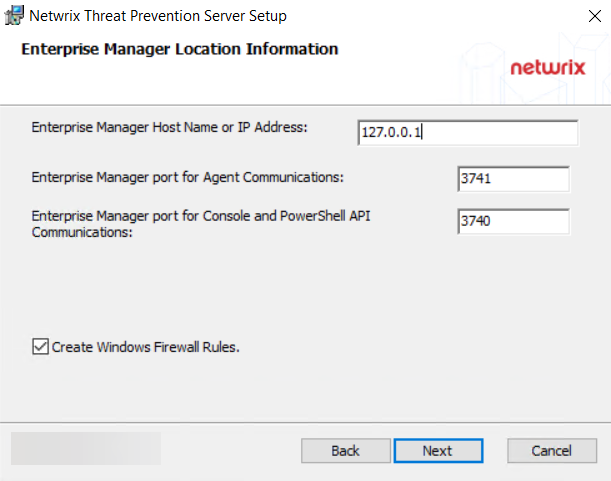 Netwrix Threat Prevention Server Setup
Enterprise Manager Location Information
netwrix
Enterprise Manager Host Name or IP Address:
127.0.0.1
Enterprise Manager port for Agent Communications:
3741
Enterprise Manager port for Console and PowerShell API
Communications:
3740
Create Windows Firewall Rules.
Back
Next
Cancel